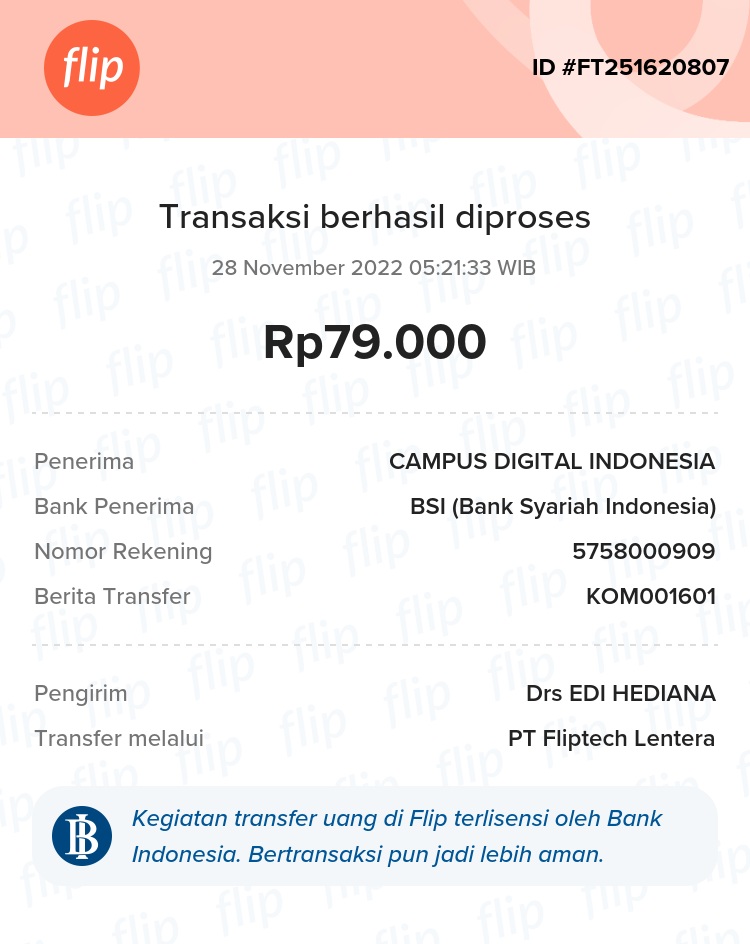 flip
ID #FT251620807
Transaksi berhasil diproses
28 November 2022 05:21:33 WIB
Rp79.000
Penerima CAMPUS DIGITAL INDONESIA
Bank Penerima BSI (Bank Syariah Indonesia)
Nomor Rekening 5758000909
Berita Transfer KOM001601
Pengirim Drs EDI HEDIANA
Transfer melalui PT Fliptech Lentera
Kegiatan transfer uang di Flip terlisensi oleh Bank
Indonesia. Bertransaksi pun jadi lebih aman.